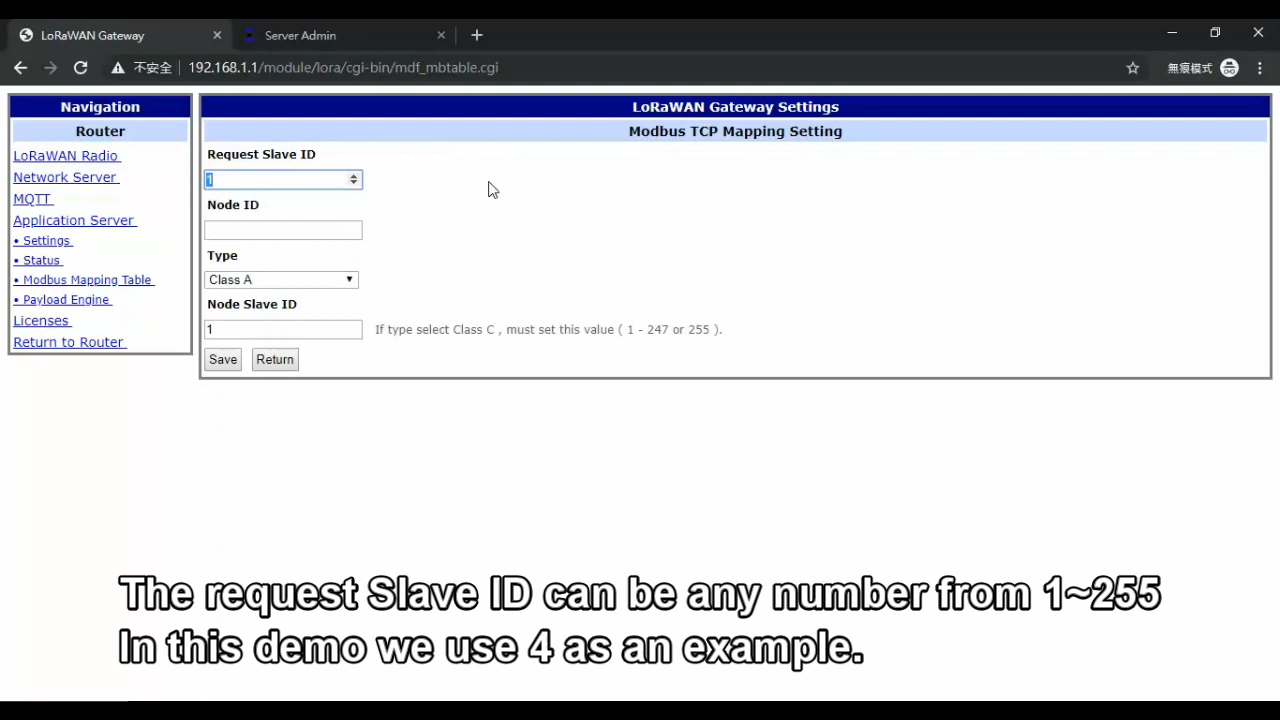 LoRaWAN Gateway
Server Admin
不安全
192.168.1.1/module/lora/cgi-bin/mdf_mbtable.cgi
無痕模式
Navigation
Router
LoRaWAN Radio
Network Server
MQTT
Application Server
• Settings
• Status
• Modbus Mapping Table
• Payload Engine
Licenses
Return to Router
LoRaWAN Gateway Settings
Modbus TCP Mapping Setting
Request Slave ID
1
Node ID
Type
Class A
Node Slave ID
1
If type select Class C , must set this value ( 1 - 247 or 255 ).
Save
Return
The request Slave ID can be any number from 1~255
In this demo we use 4 as an example.